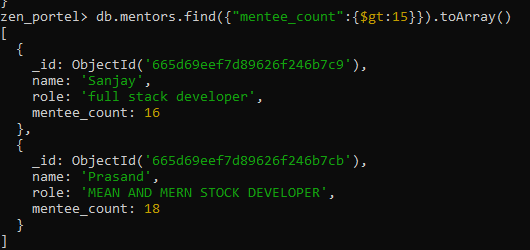 }
zen_portel> db.mentors.find({"mentee_count":{$gt:15}}).toArray()
[
  {
    _id: ObjectId('665d69eef7d89626f246b7c9'),
    name: 'Sanjay',
    role: 'full stack developer',
    mentee_count: 16
  },
  {
    _id: ObjectId('665d69eef7d89626f246b7cb'),
    name: 'Prasand',
    role: 'MEAN AND MERN STOCK DEVELOPER',
    mentee_count: 18
  }
]